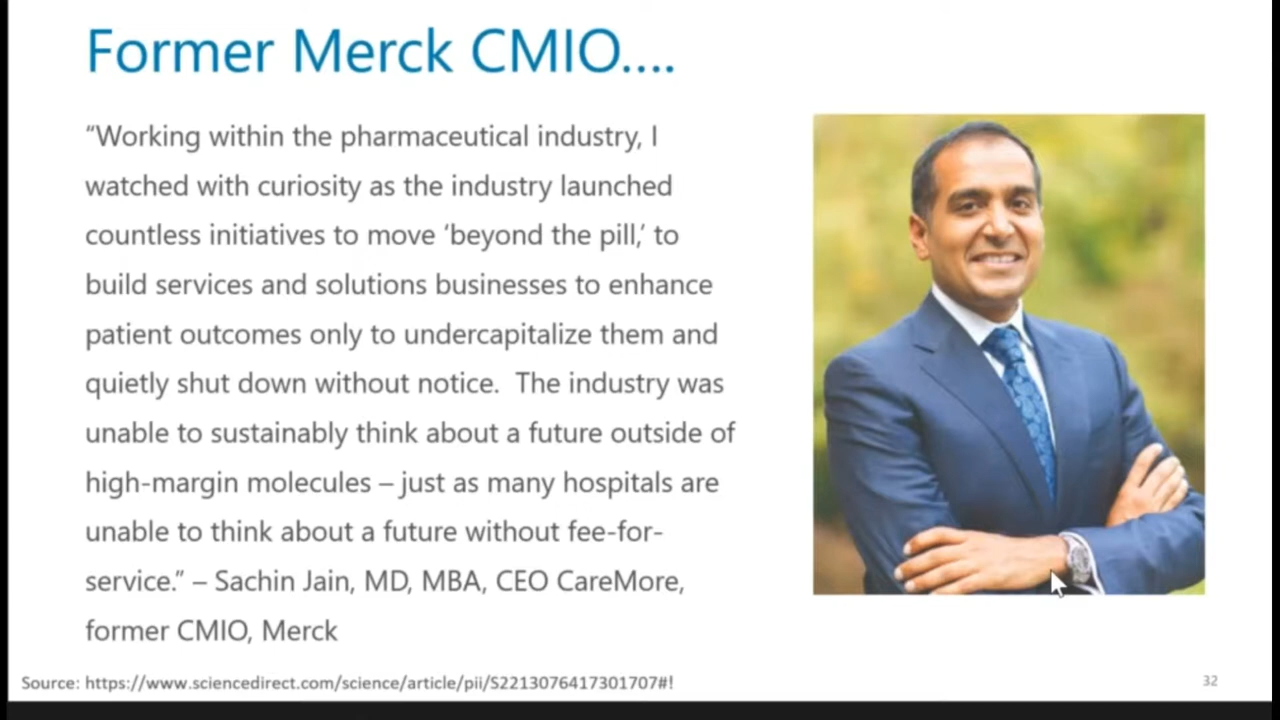 Former Merck CMIO....
“Working within the pharmaceutical industry, I
watched with curiosity as the industry launched
countless initiatives to move ‘beyond the pill,’ to
build services and solutions businesses to enhance
patient outcomes only to undercapitalize them and
quietly shut down without notice.  The industry was
unable to sustainably think about a future outside of
high-margin molecules – just as many hospitals are
unable to think about a future without fee-for-
service.” – Sachin Jain, MD, MBA, CEO CareMore,
former CMIO, Merck
Source: https://www.sciencedirect.com/science/article/pii/S2213076417301707#!
32